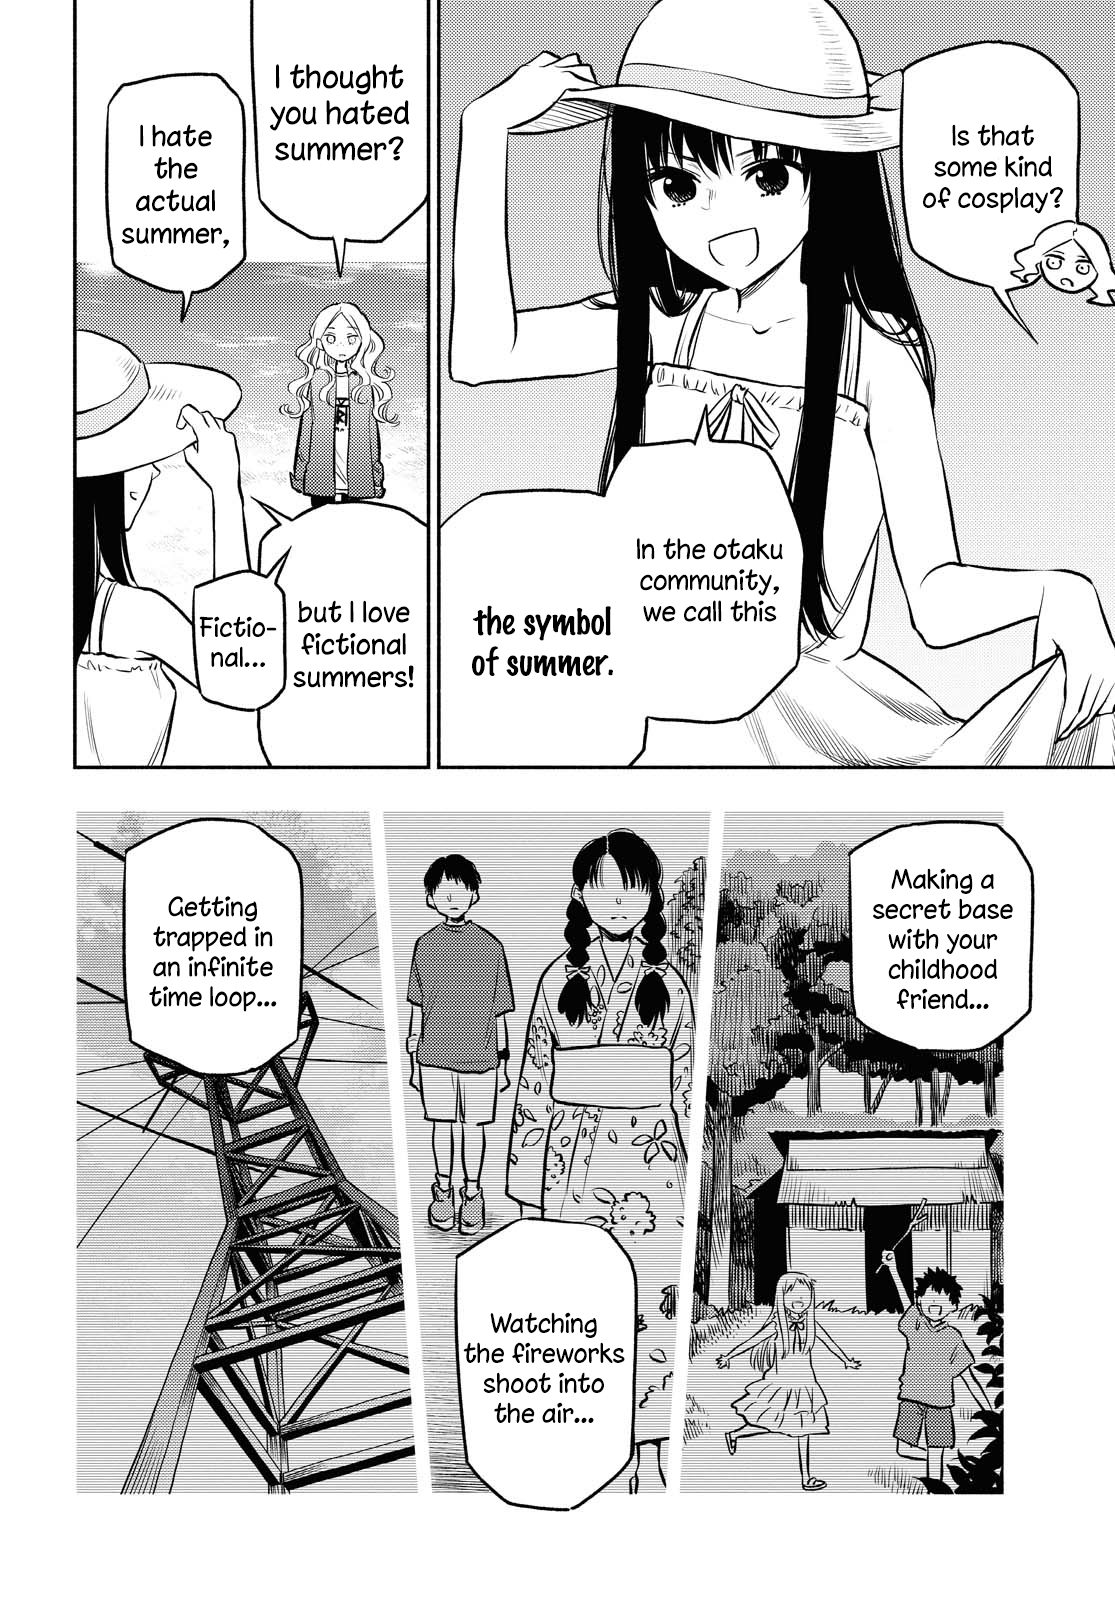 Is that
some kind
of cosplay?
In the otaku
community,
we call this
the symbol
of summer.
I thought
you hated
summer?
I hate
the
actual
summer,
but I love
fictional
summers!
Fictio-
nal...
Making a
secret base
with your
childhood
friend...
Watching
the fireworks
shoot into
the air...
Getting
trapped in
an infinite
time loop...